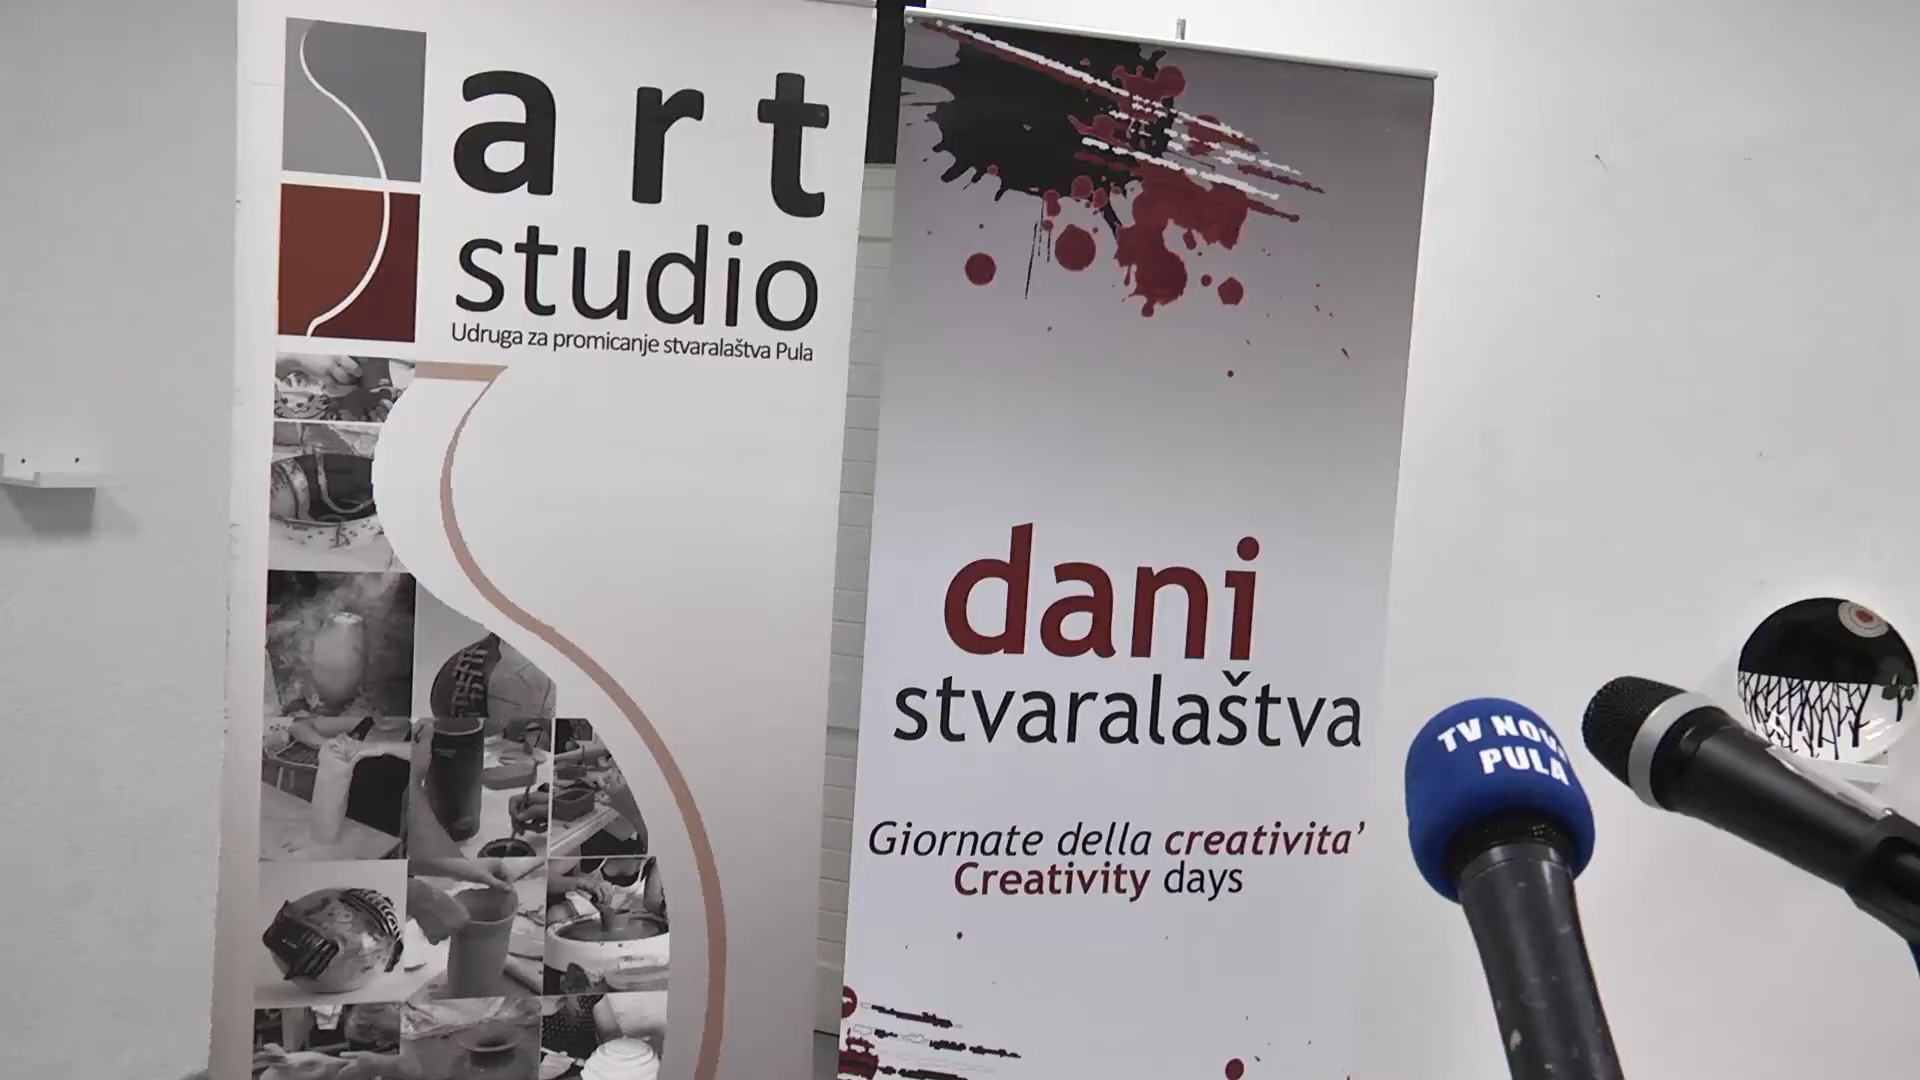 art
studio
Udruga za promicanje stvaralaštva Pula
dani
stvaralaštva
Giornate della creativita’
Creativity days
TV NOVA
PULA